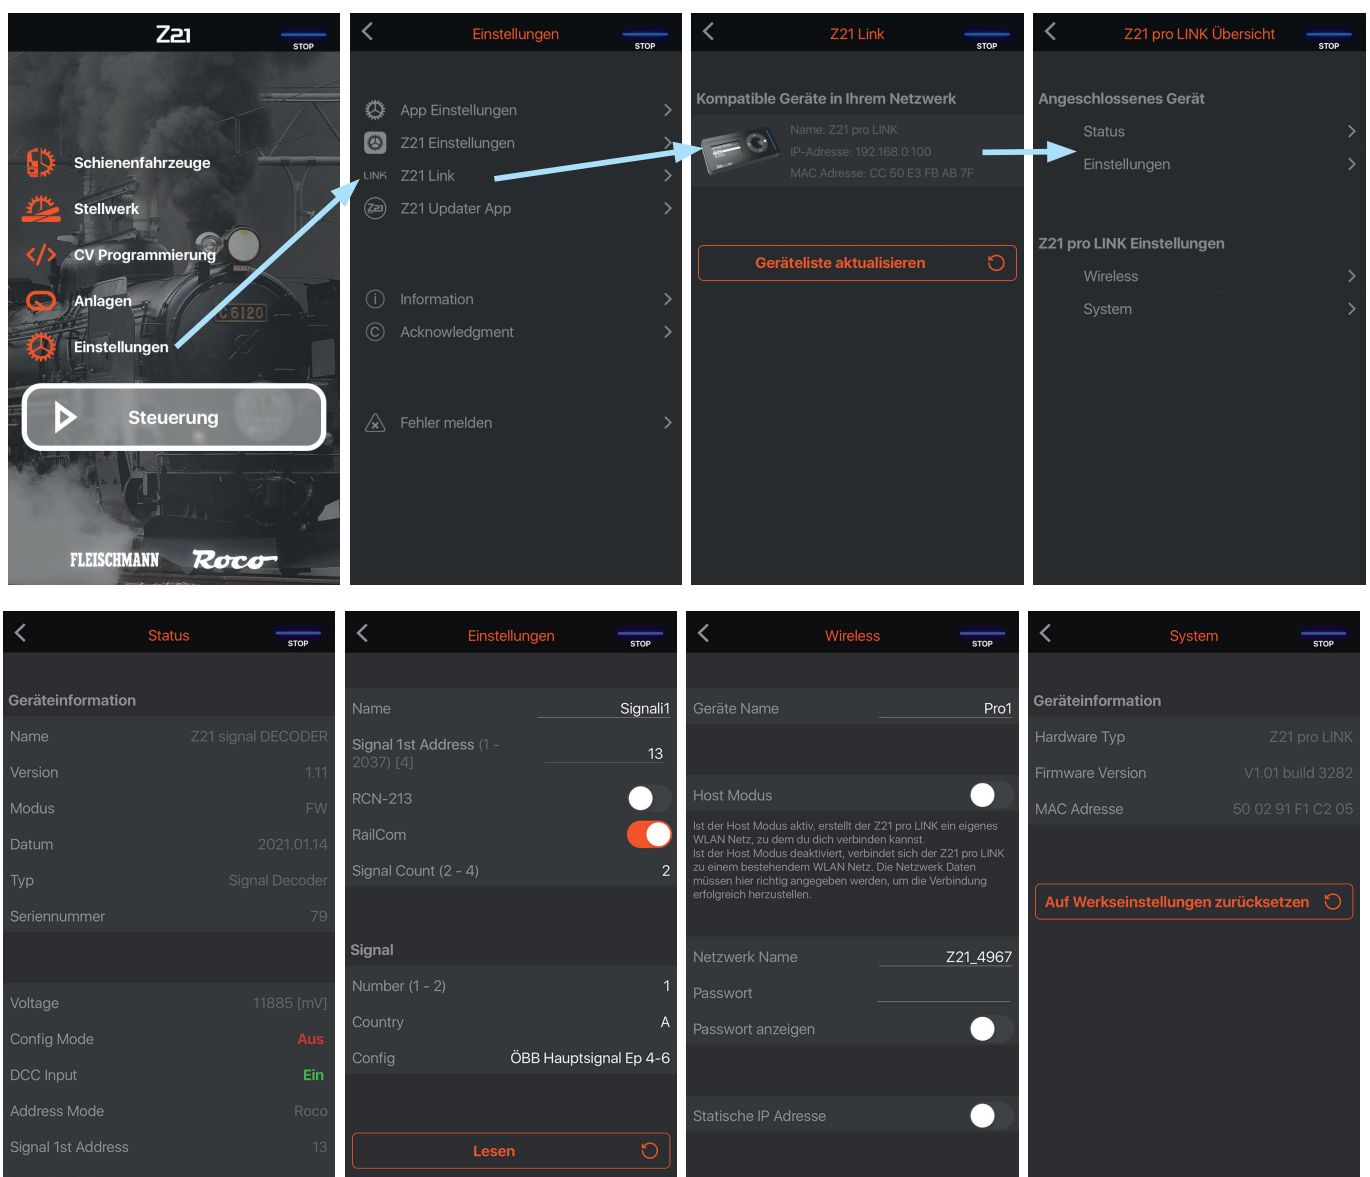 Z21
STOP
Schienenfahrzeuge
Stellwerk
CV Programmierung
Anlagen
C 6120
Einstellungen
Steuerung
FLEISCHMANN
Roco
Einstellungen
STOP
App Einstellungen
Z21 Einstellungen
LINK Z21 Link
Z21 Z21 Updater App
Information
Acknowledgment
Fehler melden
Z21 Link
STOP
Kompatible Geräte in Ihrem Netzwerk
Name: Z21 pro LINK
IP-Adresse: 192.168.0.100
MAC Adresse: CC 50 E3 FB AB 7F
Geräteliste aktualisieren
Z21 pro LINK Übersicht
STOP
Angeschlossenes Gerät
Status
Einstellungen
Z21 pro LINK Einstellungen
Wireless
System
Status
STOP
Geräteinformation
Name Z21 signal DECODER
Version 1.11
Modus FW
Datum 2021.01.14
Typ Signal Decoder
Seriennummer 79
Voltage 11885 [mV]
Config Mode Aus
DCC Input Ein
Address Mode Roco
Signal 1st Address 13
Einstellungen
STOP
Name Signali1
Signal 1st Address (1 -
2037) [4] 13
RCN-213
RailCom
Signal Count (2 - 4) 2
Signal
Number (1 - 2) 1
Country A
Config ÖBB Hauptsignal Ep 4-6
Lesen
Wireless
STOP
Geräte Name Pro1
Host Modus
Ist der Host Modus aktiv, erstellt der Z21 pro LINK ein eigenes
WLAN Netz, zu dem du dich verbinden kannst.
Ist der Host Modus deaktiviert, verbindet sich der Z21 pro LINK
zu einem bestehendem WLAN Netz. Die Netzwerk Daten
müssen hier richtig angegeben werden, um die Verbindung
erfolgreich herzustellen.
Netzwerk Name Z21_4967
Passwort
Passwort anzeigen
Statische IP Adresse
System
STOP
Geräteinformation
Hardware Typ Z21 pro LINK
Firmware Version V1.01 build 3282
MAC Adresse 50 02 91 F1 C2 05
Auf Werkseinstellungen zurücksetzen